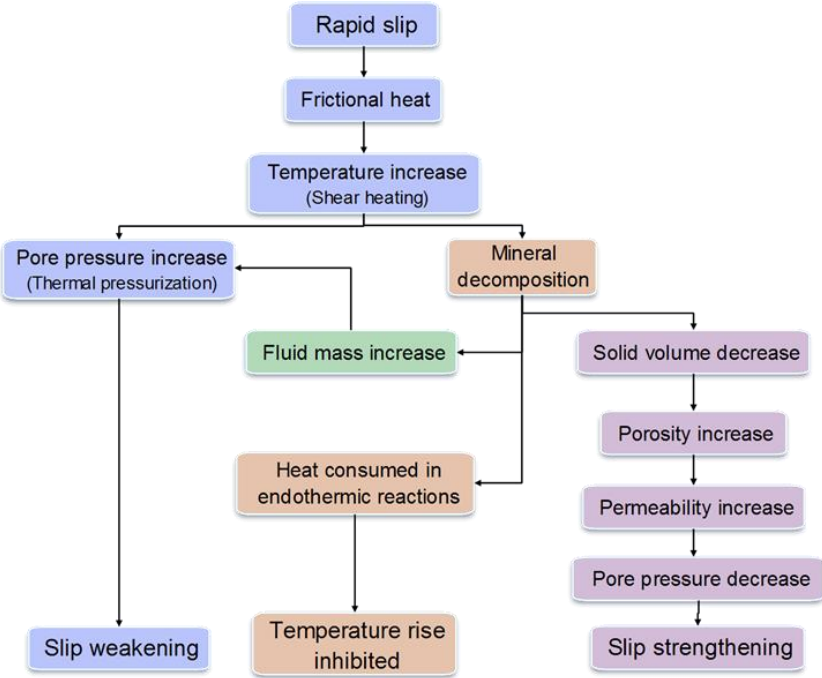 Rapid slip
Frictional heat
Temperature increase
(Shear heating)
Pore pressure increase
(Thermal pressurization)
Mineral
decomposition
Fluid mass increase
Solid volume decrease
Porosity increase
Heat consumed in
endothermic reactions
Permeability increase
Pore pressure decrease
Slip weakening
Temperature rise
inhibited
Slip strengthening